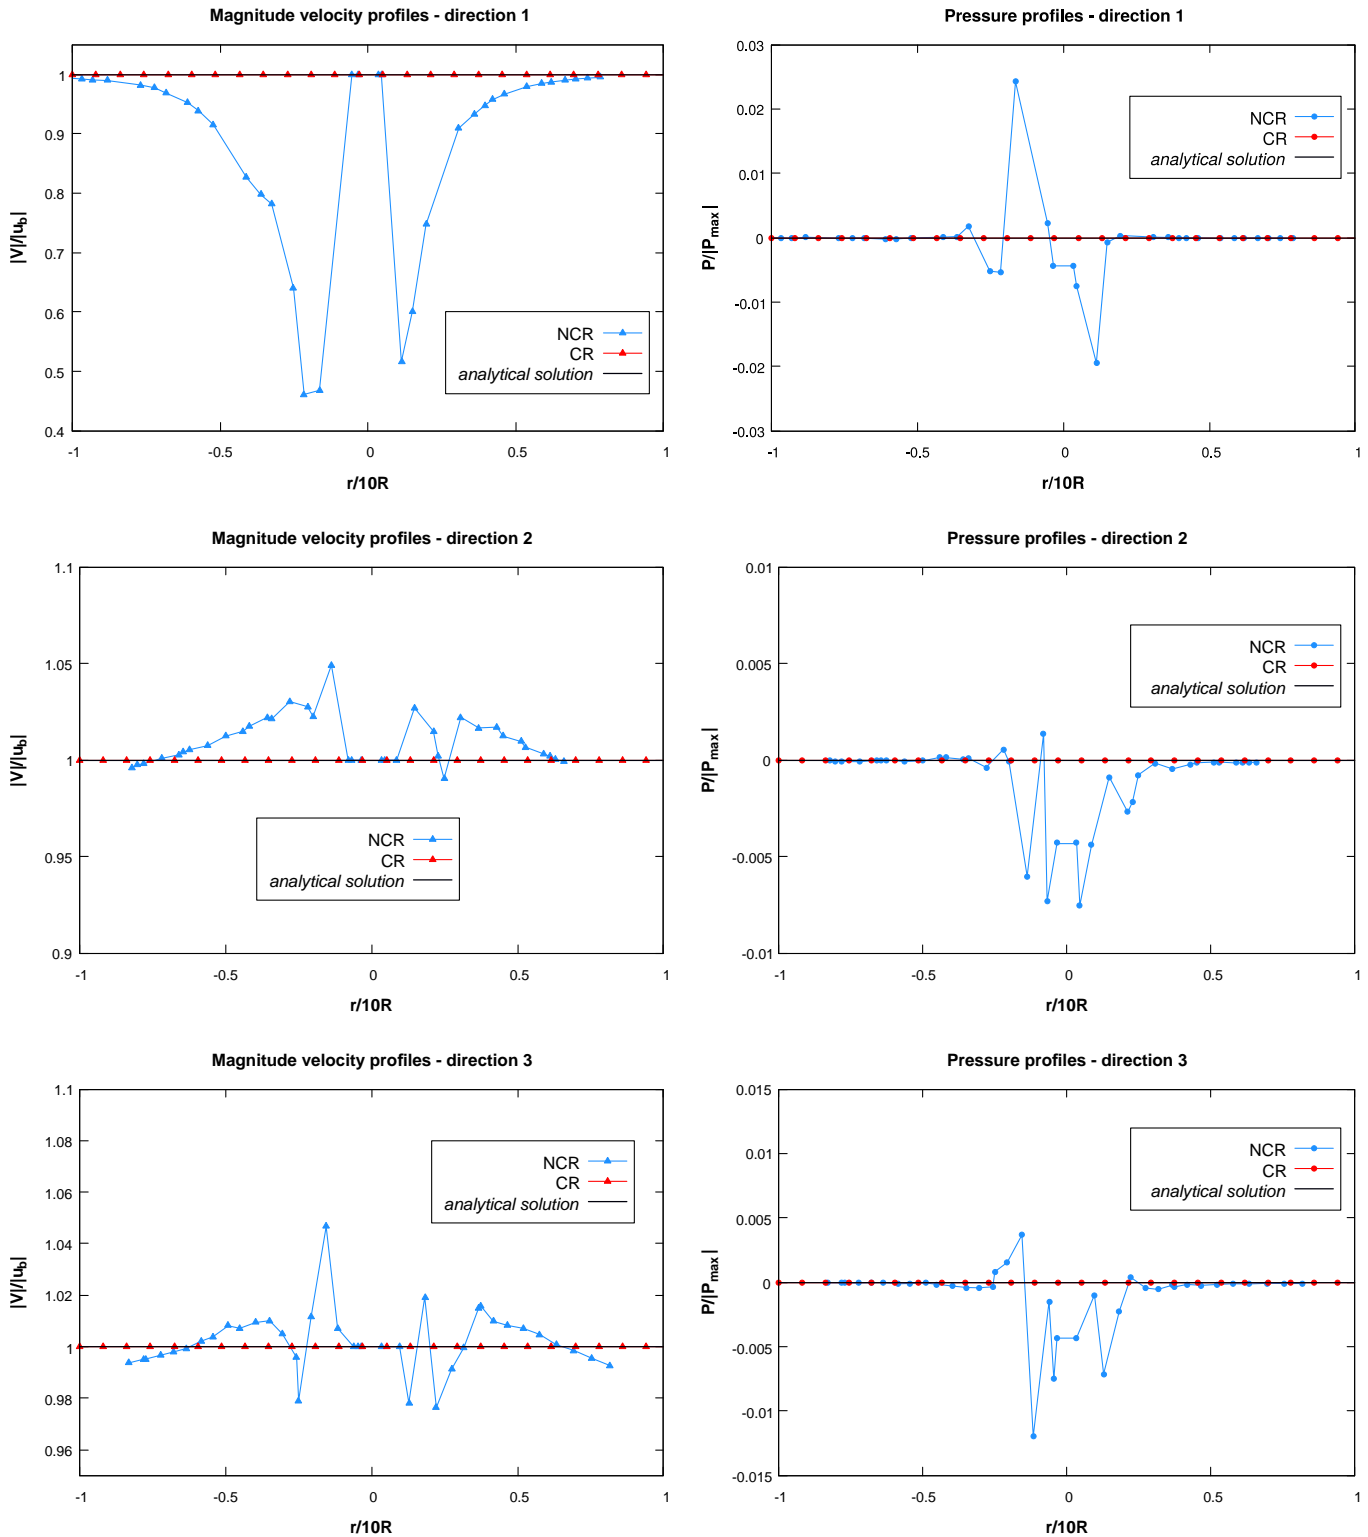 Magnitude velocity profiles - direction 1
|V|/|u_b|
1
0.9
0.8
0.7
0.6
0.5
0.4
-1
-0.5
0
0.5
1
r/10R
NCR
CR
analytical solution
Pressure profiles - direction 1
P/|P_max|
0.03
0.02
0.01
0
-0.01
-0.02
-0.03
-1
-0.5
0
0.5
1
r/10R
NCR
CR
analytical solution
Magnitude velocity profiles - direction 2
|V|/|u_b|
1.1
1.05
1
0.95
0.9
-1
-0.5
0
0.5
1
r/10R
NCR
CR
analytical solution
Pressure profiles - direction 2
P/|P_max|
0.01
0.005
0
-0.005
-0.01
-1
-0.5
0
0.5
1
r/10R
NCR
CR
analytical solution
Magnitude velocity profiles - direction 3
|V|/|u_b|
1.1
1.08
1.06
1.04
1.02
1
0.98
0.96
-1
-0.5
0
0.5
1
r/10R
NCR
CR
analytical solution
Pressure profiles - direction 3
P/|P_max|
0.015
0.01
0.005
0
-0.005
-0.01
-0.015
-1
-0.5
0
0.5
1
r/10R
NCR
CR
analytical solution